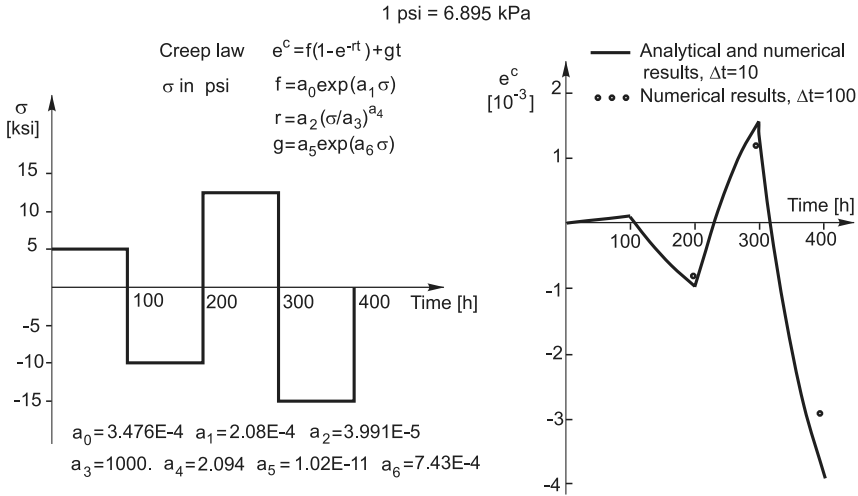 1 psi = 6.895 kPa
Creep law e^c=f(1-e^-rt)+gt
σ in psi f=a₀exp(a₁σ)
r=a₂(σ/a₃)^a₄
g=a₅exp(a₆σ)
σ
[ksi]
15
10
5
-5
-10
-15
100
200
300
400
Time [h]
a₀=3.476E-4 a₁=2.08E-4 a₂=3.991E-5
a₃=1000. a₄=2.094 a₅=1.02E-11 a₆=7.43E-4
e^c
[10⁻³]
Analytical and numerical
results, Δt=10
Numerical results, Δt=100
2
1
0
-1
-2
-3
-4
100
200
300
400
Time [h]